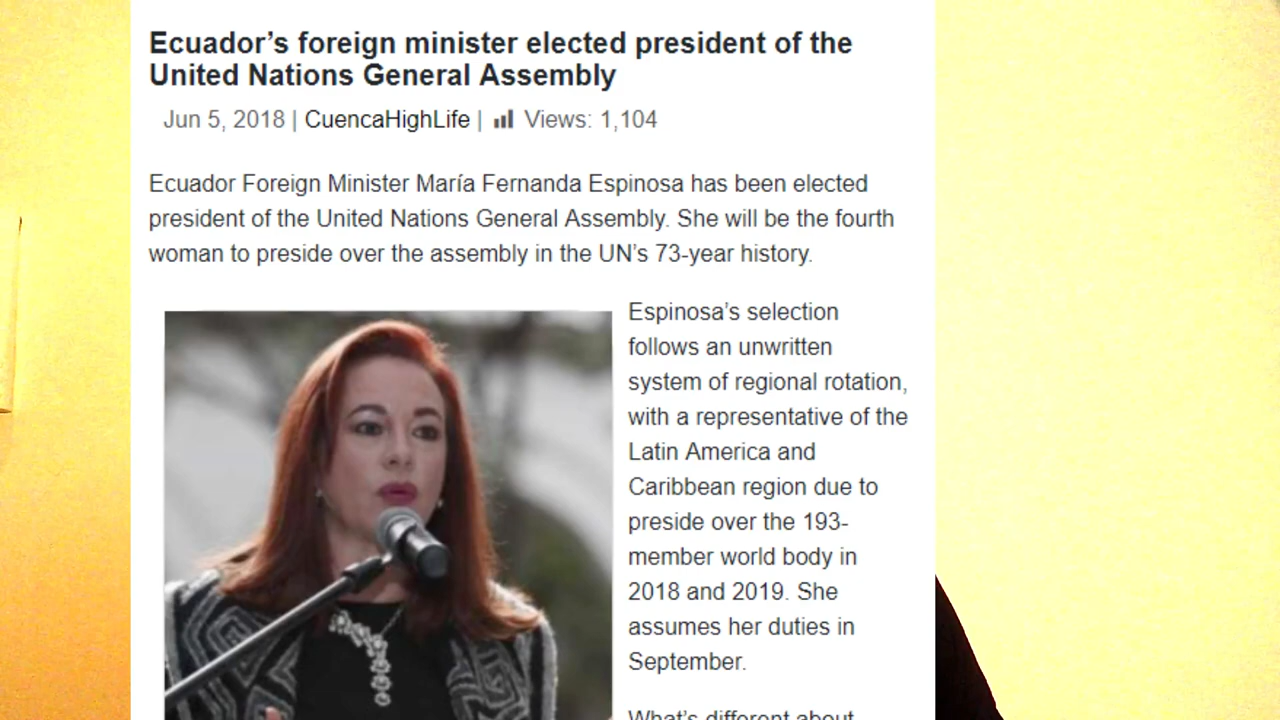 Ecuador’s foreign minister elected president of the
United Nations General Assembly
Jun 5, 2018 | CuencaHighLife | Views: 1,104
Ecuador Foreign Minister María Fernanda Espinosa has been elected
president of the United Nations General Assembly. She will be the fourth
woman to preside over the assembly in the UN’s 73-year history.
Espinosa’s selection
follows an unwritten
system of regional rotation,
with a representative of the
Latin America and
Caribbean region due to
preside over the 193-
member world body in
2018 and 2019. She
assumes her duties in
September.
What’s different about